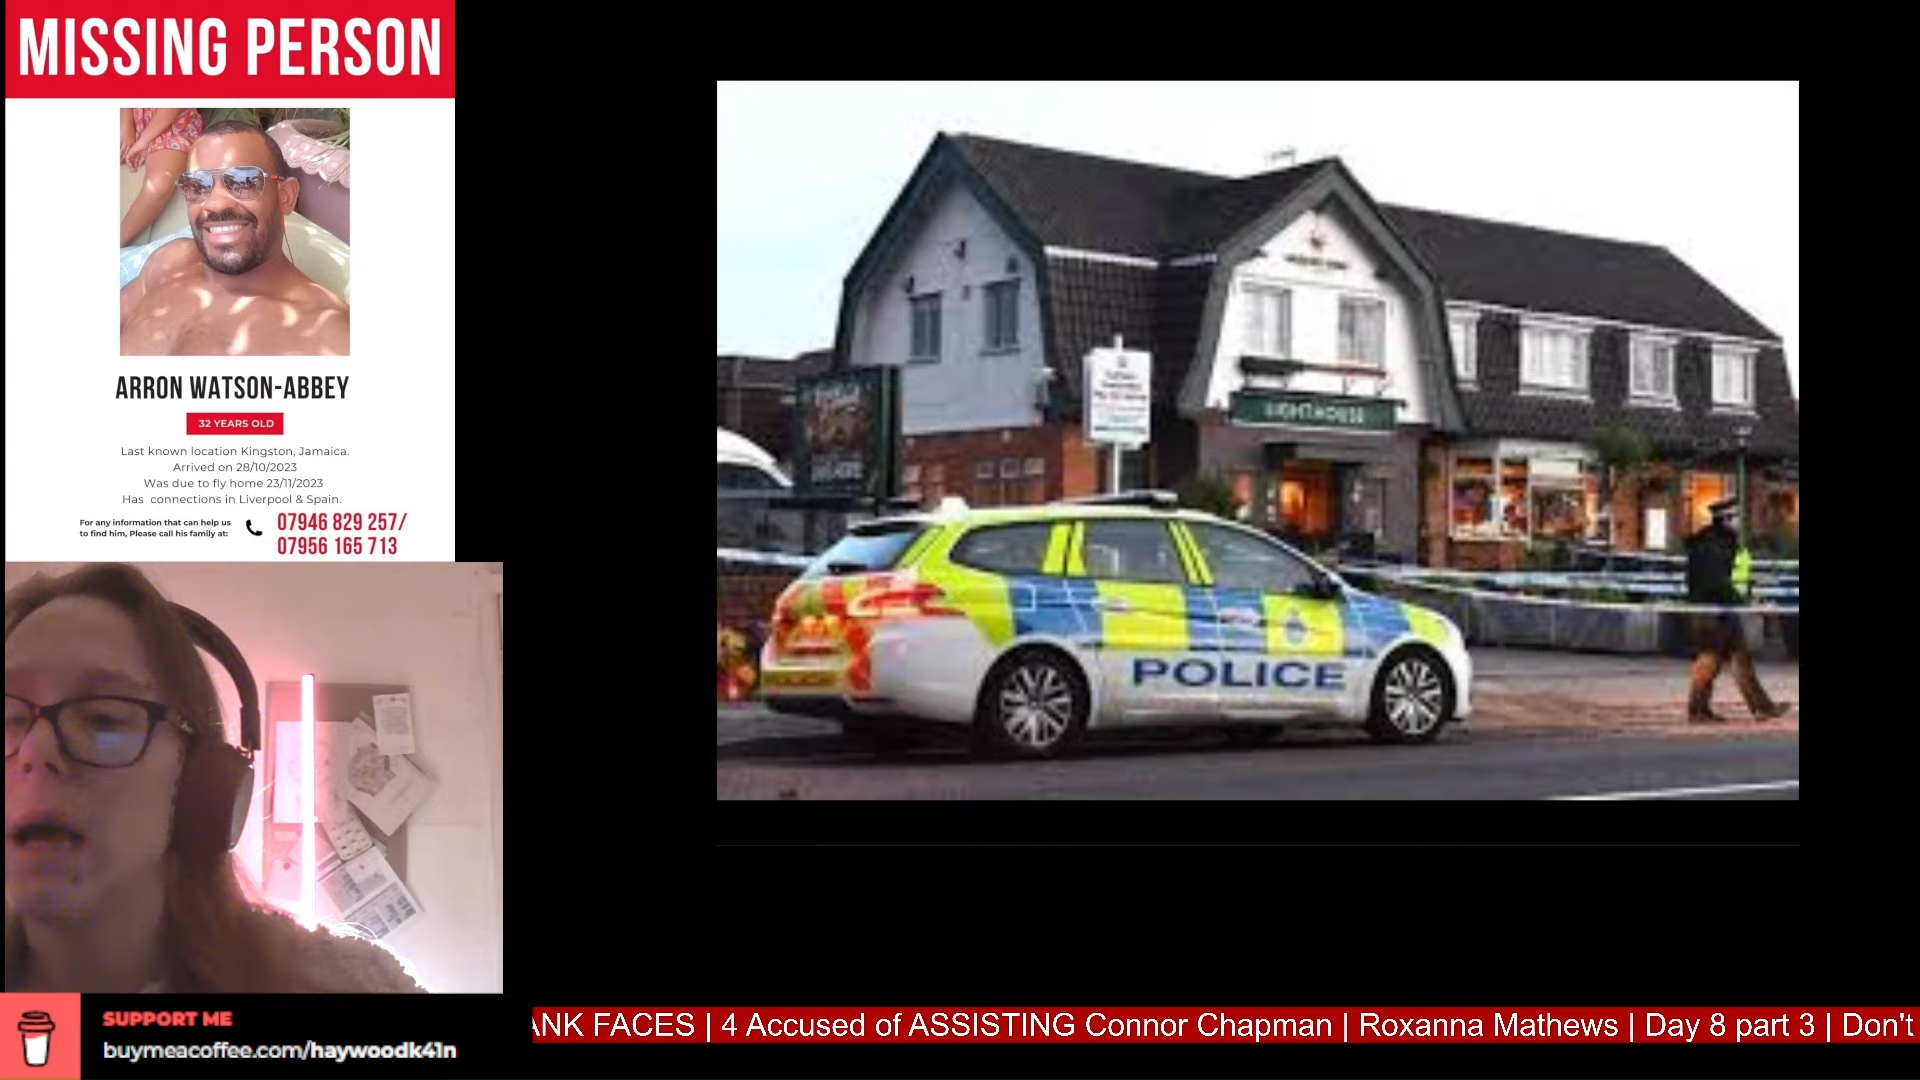 MISSING PERSON
ARRON WATSON-ABBEY
32 YEARS OLD
Last known location Kingston, Jamaica.
Arrived on 28/10/2023
Was due to fly home 23/11/2023
Has connections in Liverpool & Spain.
For any information that can help us
to find him, Please call his family at:
07946 829 257/
07956 165 713
LIGHTHOUSE
POLICE
SUPPORT ME
buymeacoffee.com/haywoodk41n
ANK FACES | 4 Accused of ASSISTING Connor Chapman | Roxanna Mathews | Day 8 part 3 | Don't